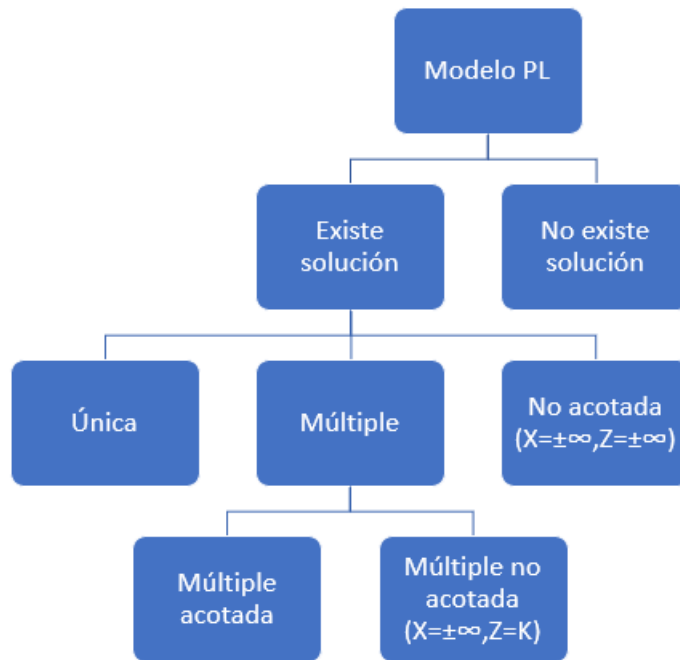 Modelo PL
Existe
solución
No existe
solución
Única
Múltiple
No acotada
(X=±∞,Z=±∞)
Múltiple
acotada
Múltiple no
acotada
(X=±∞,Z=K)